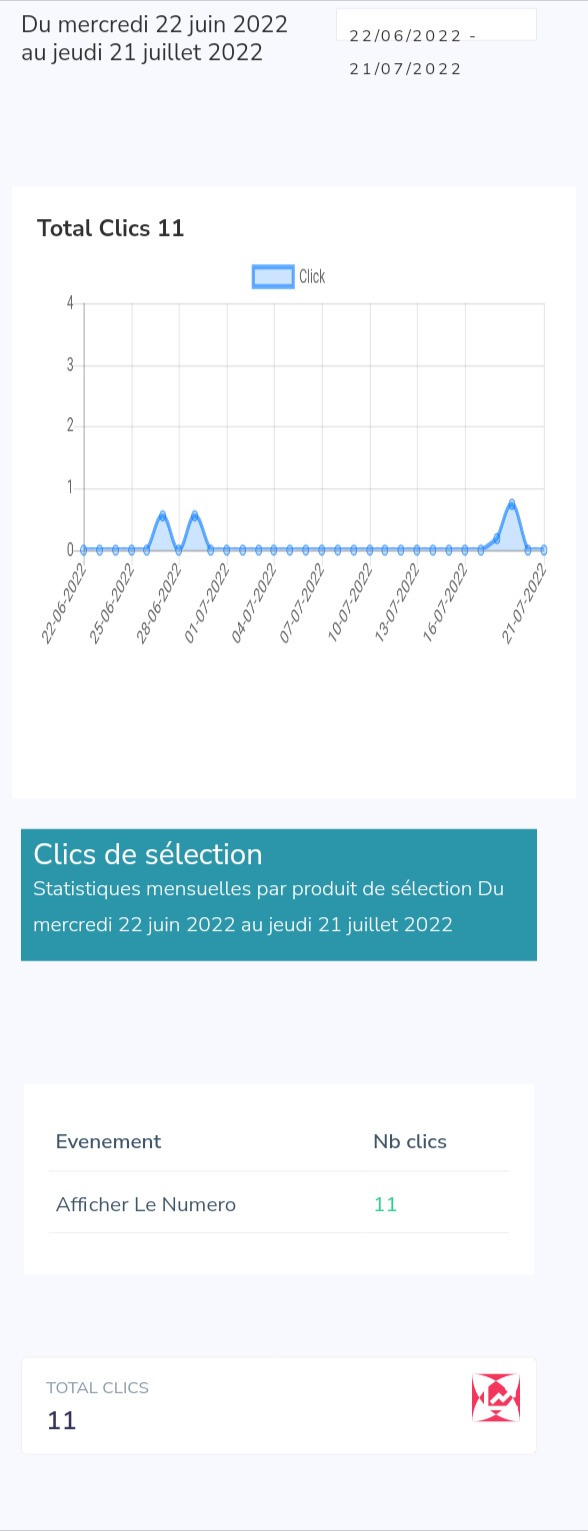 Du mercredi 22 juin 2022
au jeudi 21 juillet 2022
22/06/2022 -
21/07/2022
Total Clics 11
Click
4
3
2
1
0
22-06-2022
25-06-2022
28-06-2022
01-07-2022
04-07-2022
07-07-2022
10-07-2022
13-07-2022
16-07-2022
21-07-2022
Clics de sélection
Statistiques mensuelles par produit de sélection Du
mercredi 22 juin 2022 au jeudi 21 juillet 2022
Evenement Nb clics
Afficher Le Numero 11
TOTAL CLICS
11